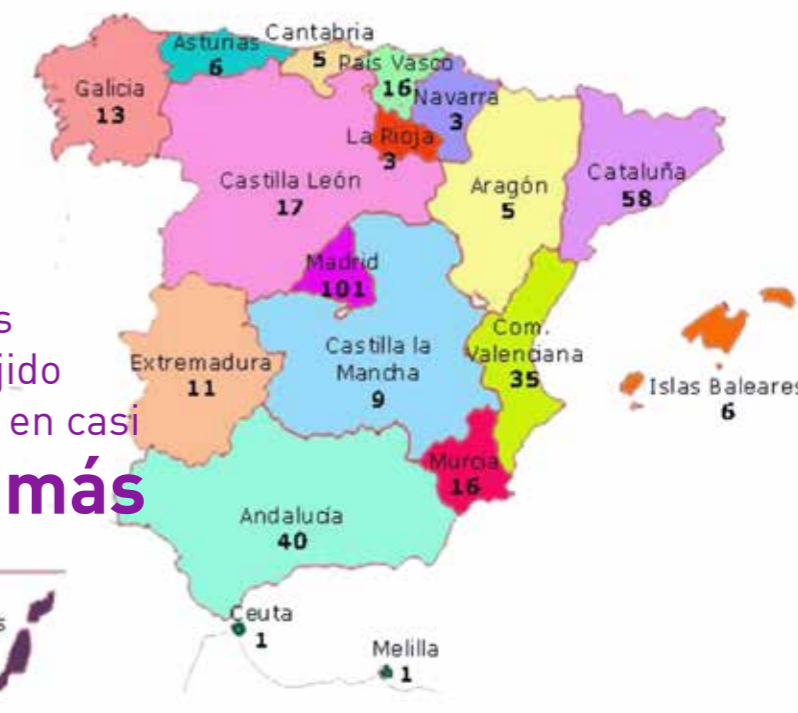 Cantabria
5
Asturias
6
País Vasco
16
Galicia
13
Navarra
3
La Rioja
3
Castilla León
17
Aragón
5
Cataluña
58
Madrid
101
Com.
Valenciana
35
Castilla la
Mancha
9
Extremadura
11
en casi
más
Islas Baleares
6
Murcia
16
Andalucía
40
Ceuta
1
Melilla
1